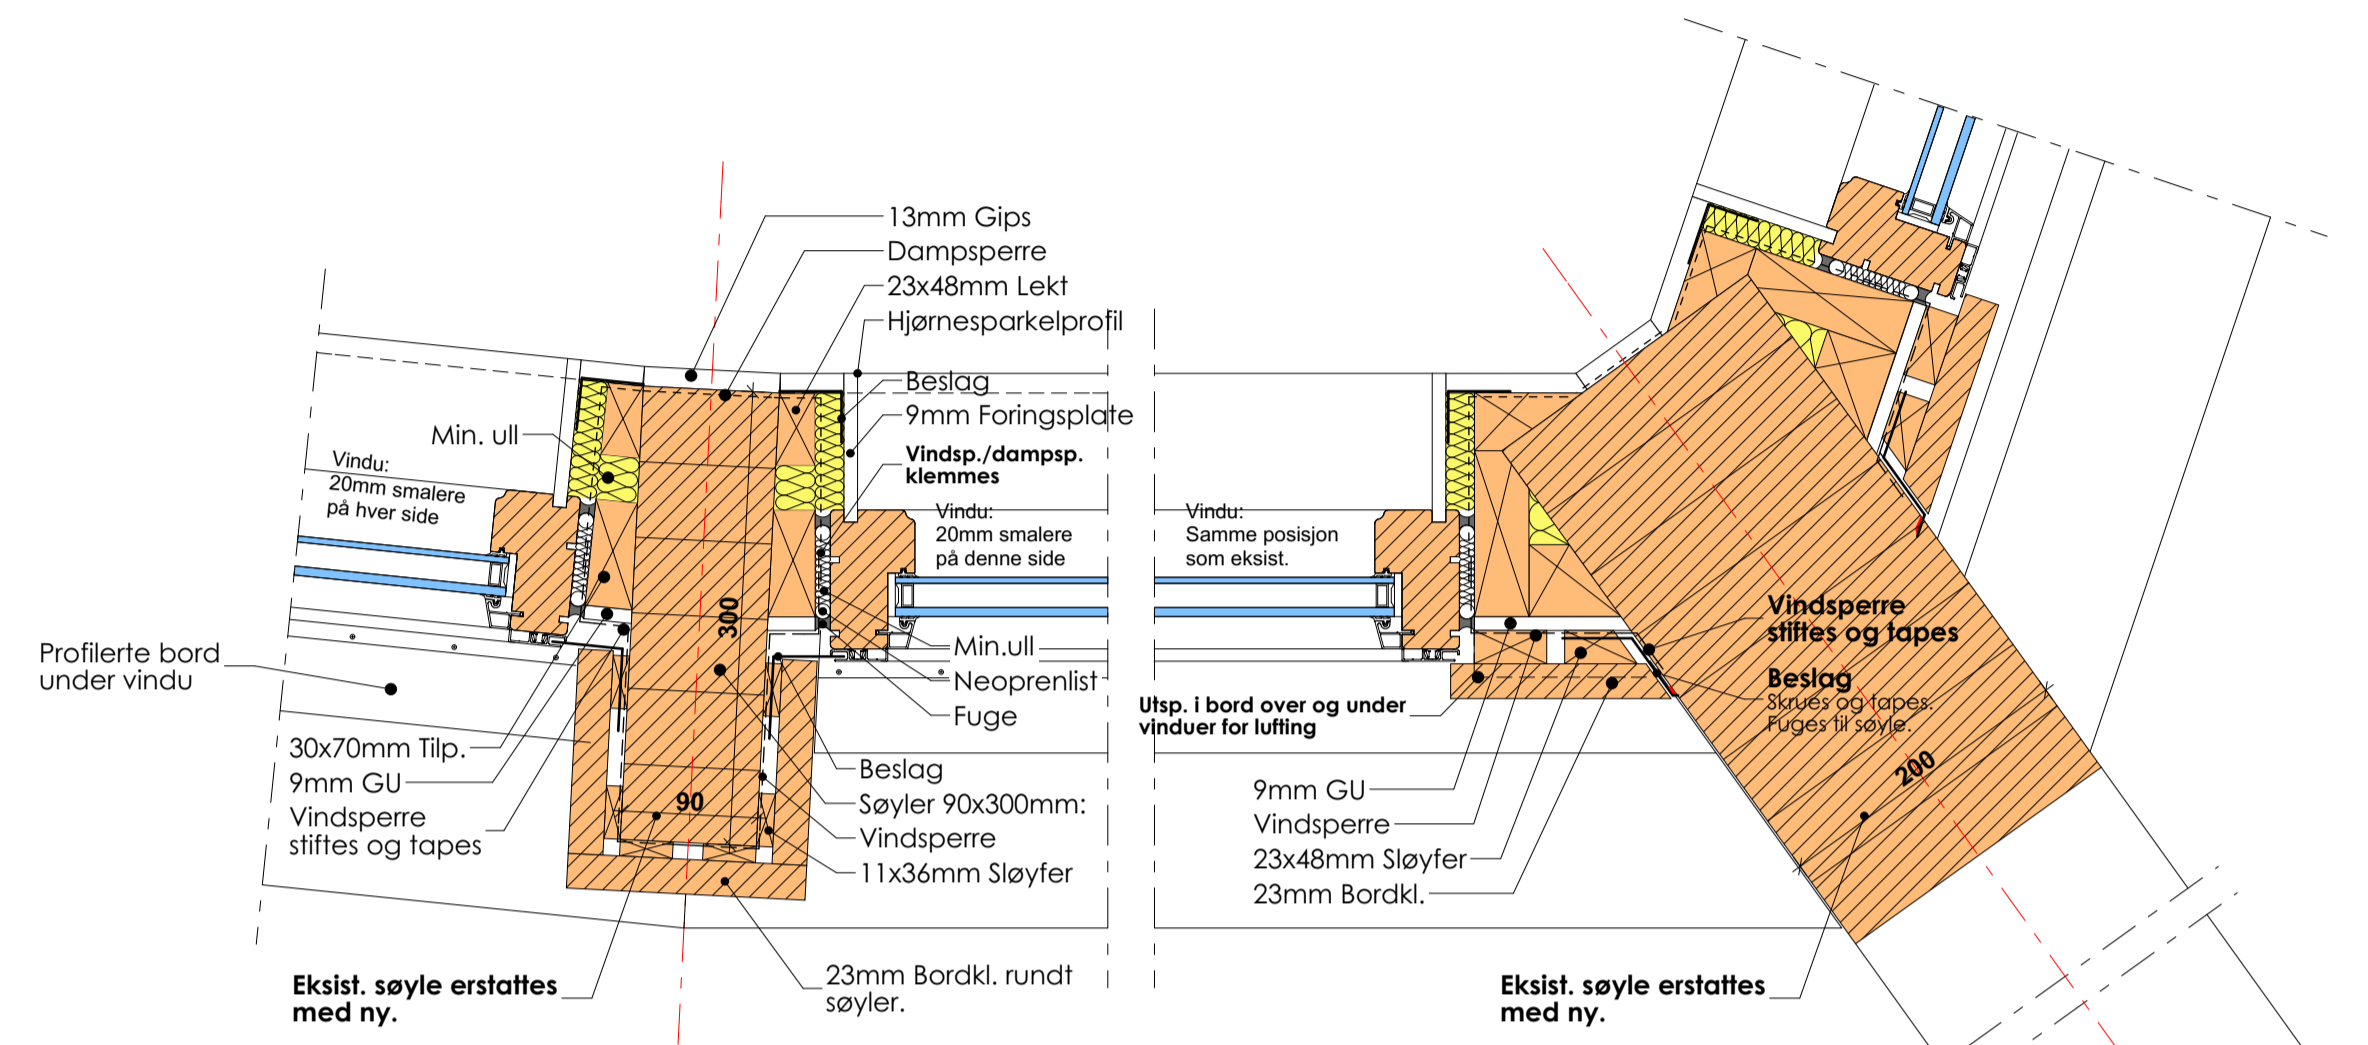 13mm Gips
Dampsperre
23x48mm Lekt
Hjørnesparkelprofil
Beslag
9mm Foringsplate
Vindsp./dampsp.
klemmes
Min. ull
Vindu:
20mm smalere
på hver side
Vindu:
20mm smalere
på denne side
Vindu:
Samme posisjon
som eksist.
300
90
Profilerte bord
under vindu
Min.ull
Neoprenlist
Fuge
30x70mm Tilp.
9mm GU
Vindsperre
stiftes og tapes
Beslag
Søyler 90x300mm:
Vindsperre
11x36mm Sløyfer
Eksist. søyle erstattes
med ny.
23mm Bordkl. rundt
søyler.
Vindsperre
stiftes og tapes
Beslag
Skrues og tapes.
Fuges til søyle.
Utsp. i bord over og under
vinduer for lufting
200
9mm GU
Vindsperre
23x48mm Sløyfer
23mm Bordkl.
Eksist. søyle erstattes
med ny.